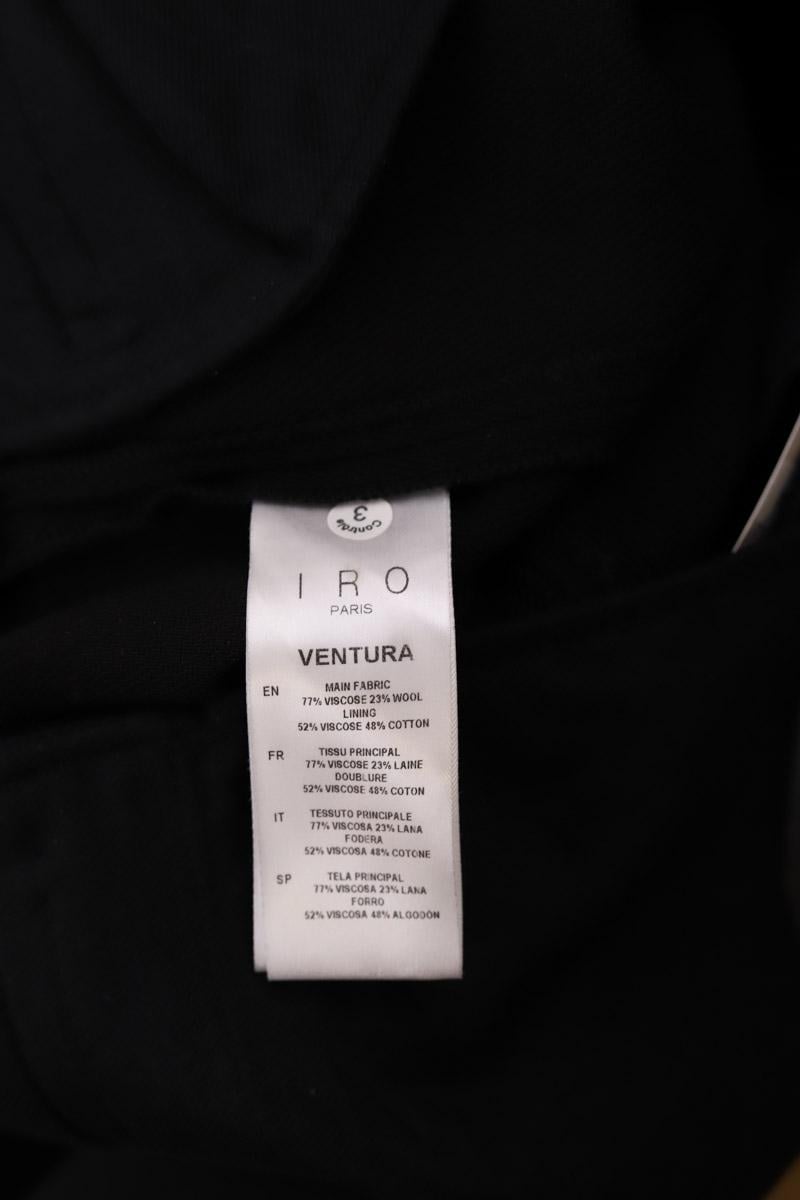 Contrôle
3
I R O
PARIS
VENTURA
EN
MAIN FABRIC
77% VISCOSE 23% WOOL
LINING
52% VISCOSE 48% COTTON
FR
TISSU PRINCIPAL
77% VISCOSE 23% LAINE
DOUBLURE
52% VISCOSE 48% COTON
IT
TESSUTO PRINCIPALE
77% VISCOSA 23% LANA
FODERA
52% VISCOSA 48% COTONE
SP
TELA PRINCIPAL
77% VISCOSA 23% LANA
FORRO
52% VISCOSA 48% ALGODÓN